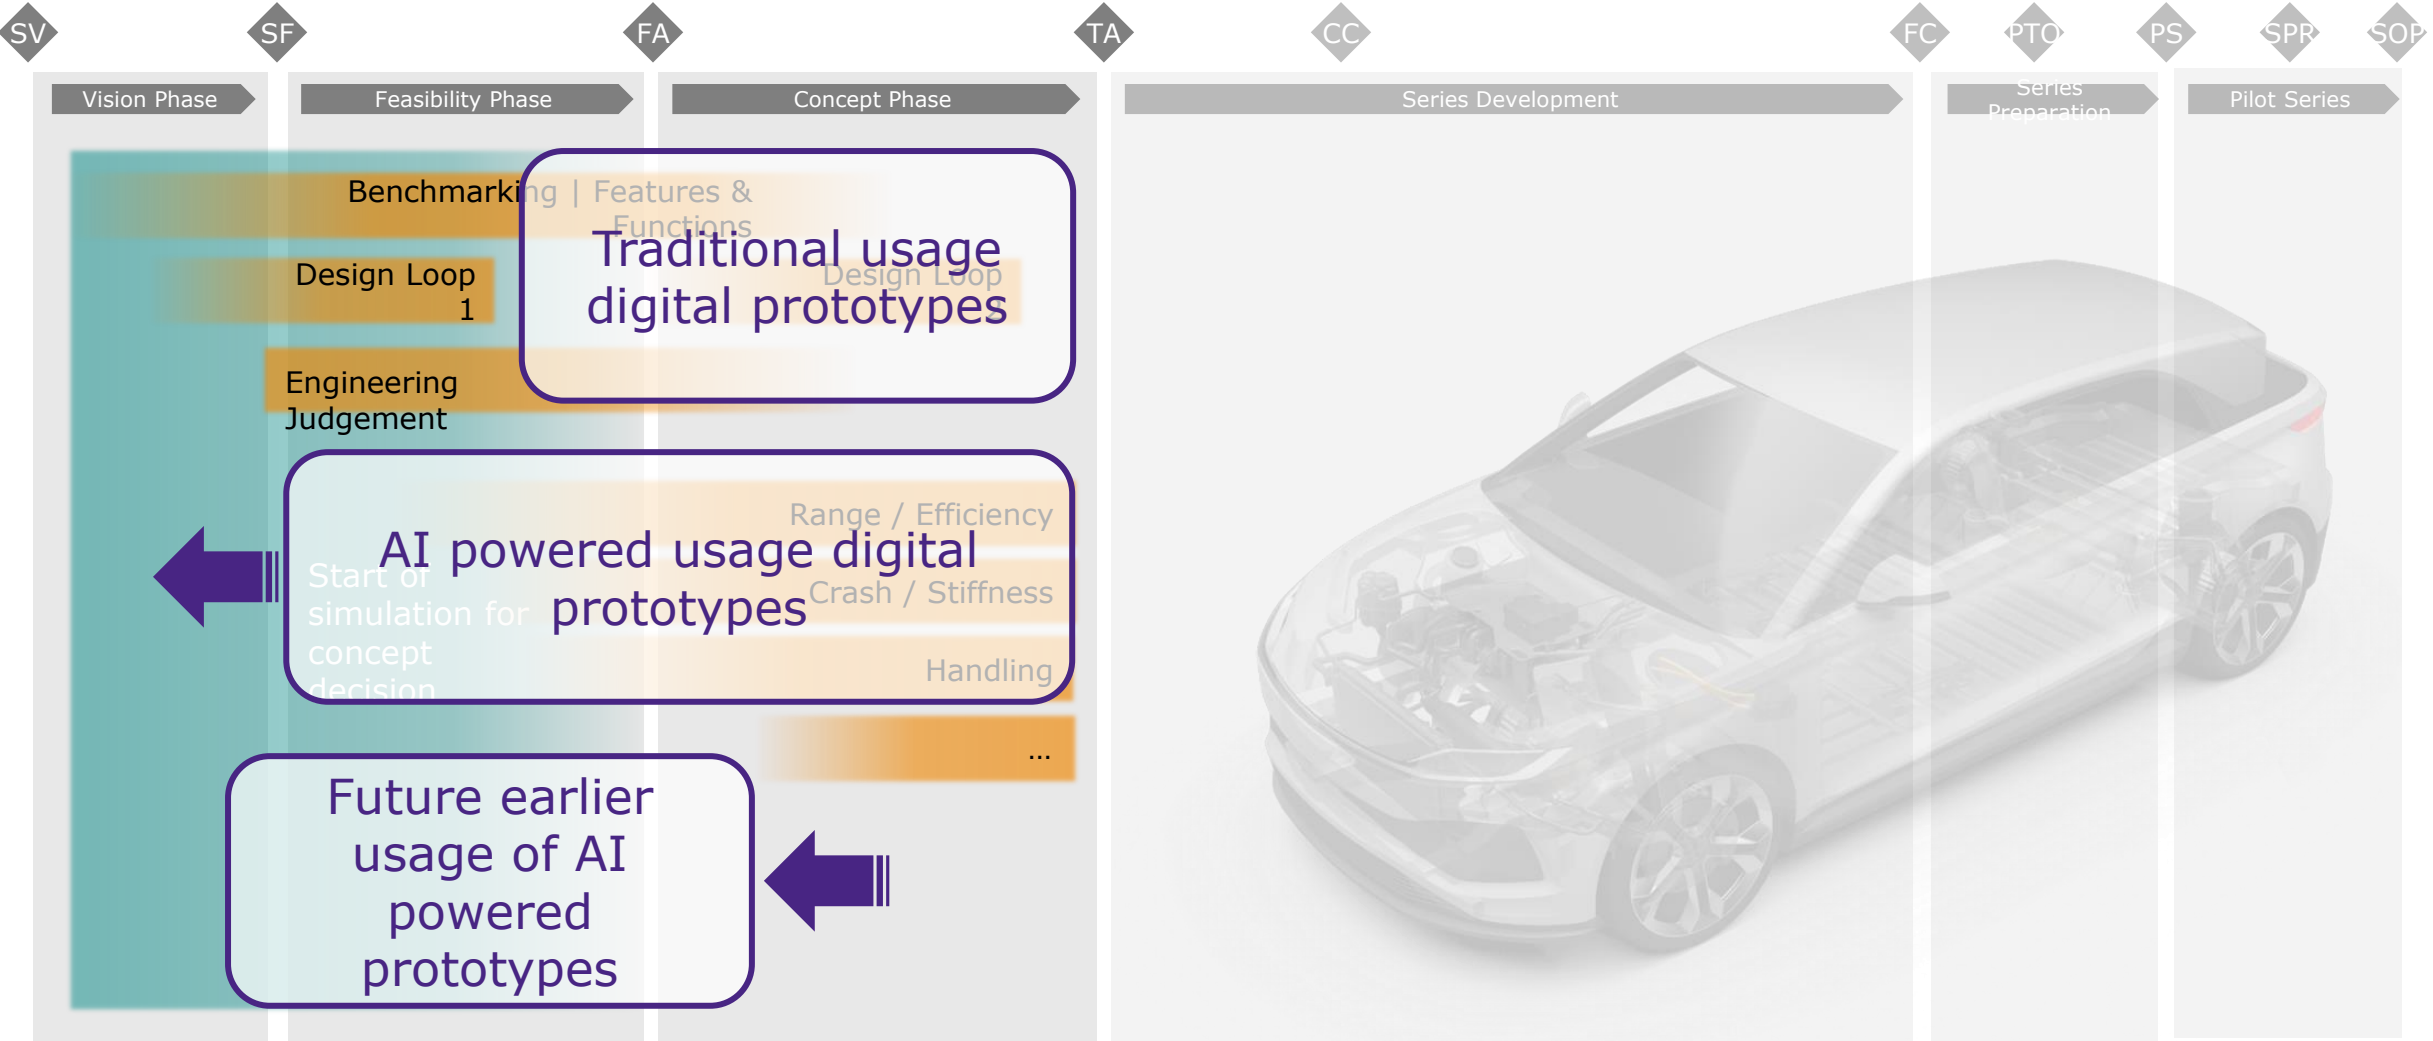 SV
SF
FA
TA
CC
FC
PTO
PS
SPR
SOP
Vision Phase
Feasibility Phase
Concept Phase
Series Development
Series
Preparation
Pilot Series
Benchmarking | Features &
Functions
Design Loop
1
Design Loop
2
Traditional usage
digital prototypes
Engineering
Judgement
Range / Efficiency
Crash / Stiffness
Handling
AI powered usage digital
prototypes
Start of
simulation for
concept
decision
...
Future earlier
usage of AI
powered
prototypes